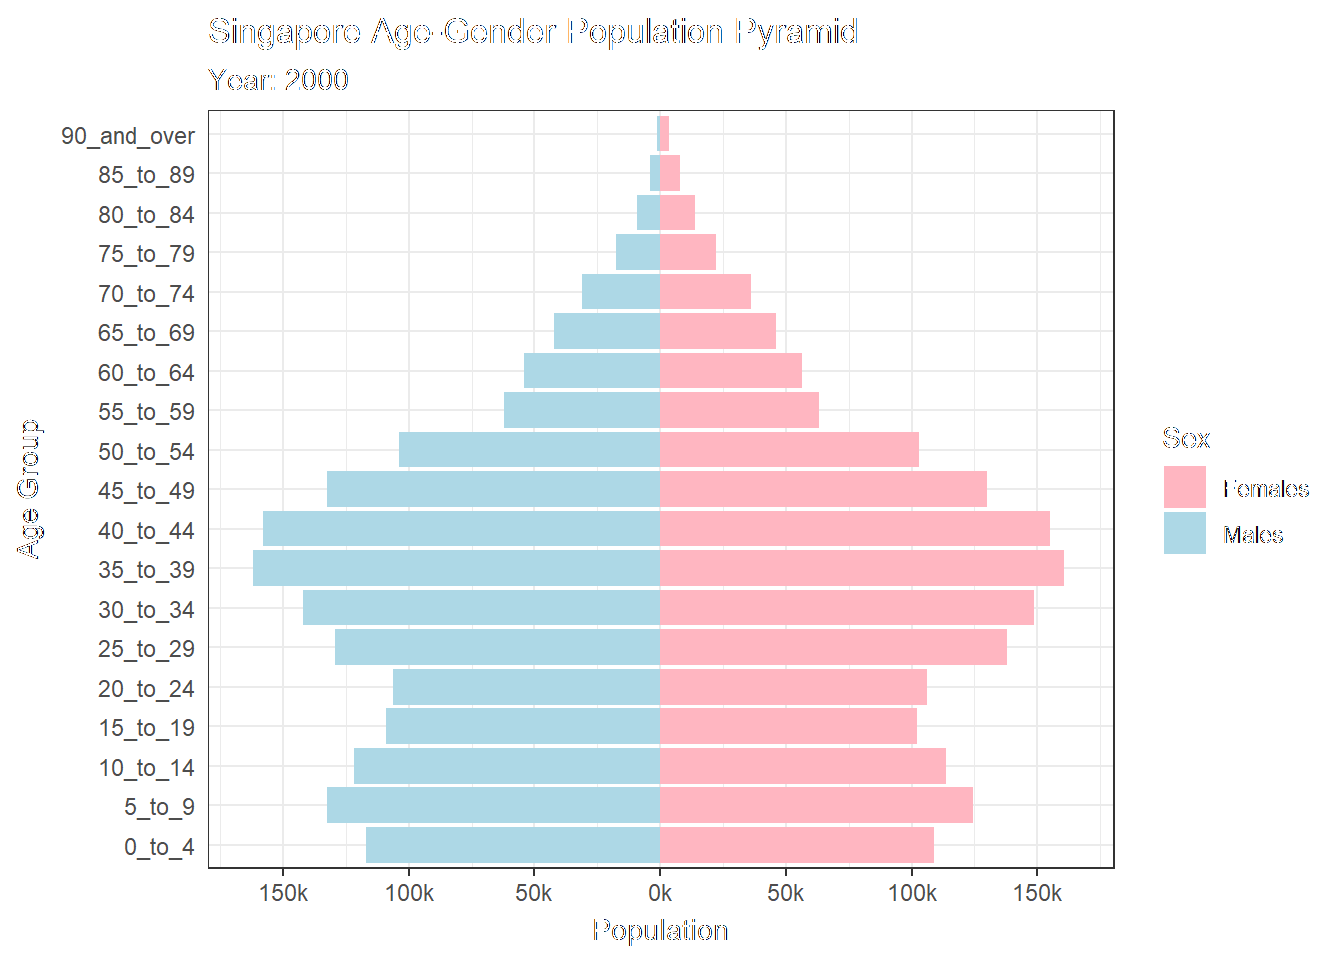 Singapore Age-Gender Population Pyramid
Year: 2000
90_and_over
85_to_89
80_to_84
75_to_79
70_to_74
65_to_69
60_to_64
55_to_59
50_to_54
45_to_49
40_to_44
35_to_39
30_to_34
25_to_29
20_to_24
15_to_19
10_to_14
5_to_9
0_to_4
Age Group
150k 100k 50k 0k 50k 100k 150k
Population
Sex
Females
Males